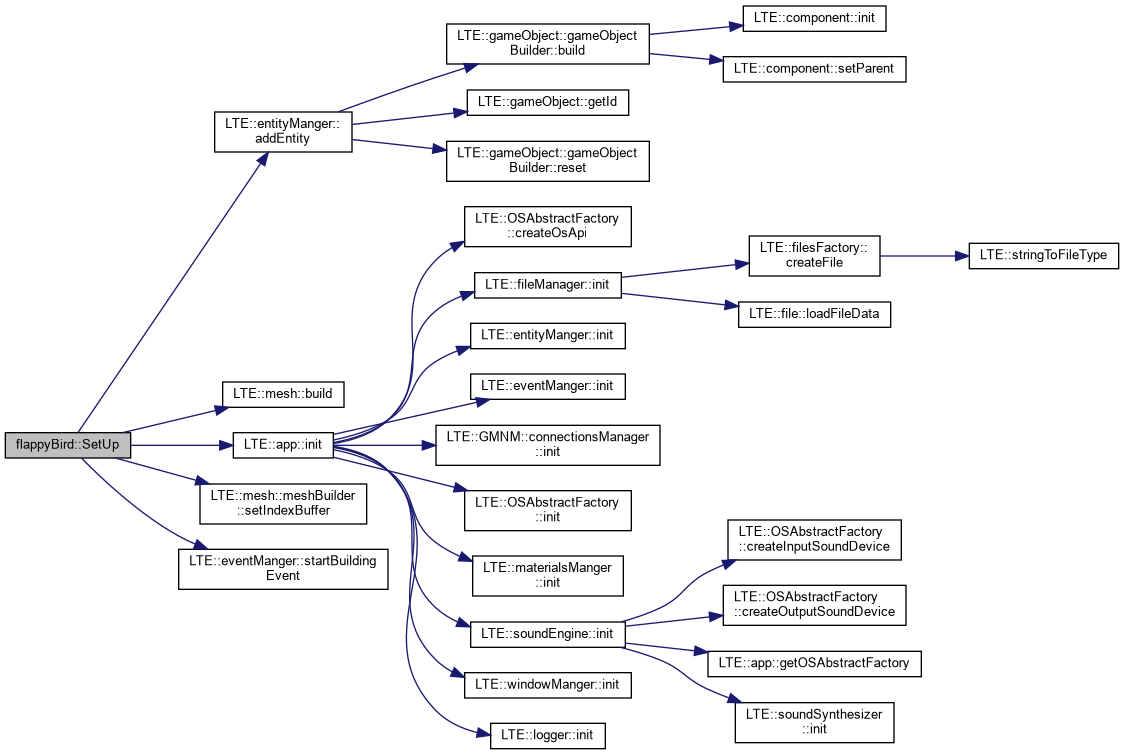 flappyBird::SetUp
LTE::entityManger::
addEntity
LTE::gameObject::gameObject
Builder::build
LTE::component::init
LTE::component::setParent
LTE::gameObject::getId
LTE::gameObject::gameObject
Builder::reset
LTE::mesh::build
LTE::app::init
LTE::OSAbstractFactory
::createOsApi
LTE::fileManager::init
LTE::filesFactory::
createFile
LTE::stringToFileType
LTE::file::loadFileData
LTE::entityManger::init
LTE::eventManger::init
LTE::GMNM::connectionsManager
::init
LTE::OSAbstractFactory
::init
LTE::materialsManger
::init
LTE::soundEngine::init
LTE::OSAbstractFactory
::createInputSoundDevice
LTE::OSAbstractFactory
::createOutputSoundDevice
LTE::app::getOSAbstractFactory
LTE::soundSynthesizer
::init
LTE::windowManger::init
LTE::logger::init
LTE::mesh::meshBuilder
::setIndexBuffer
LTE::eventManger::startBuilding
Event